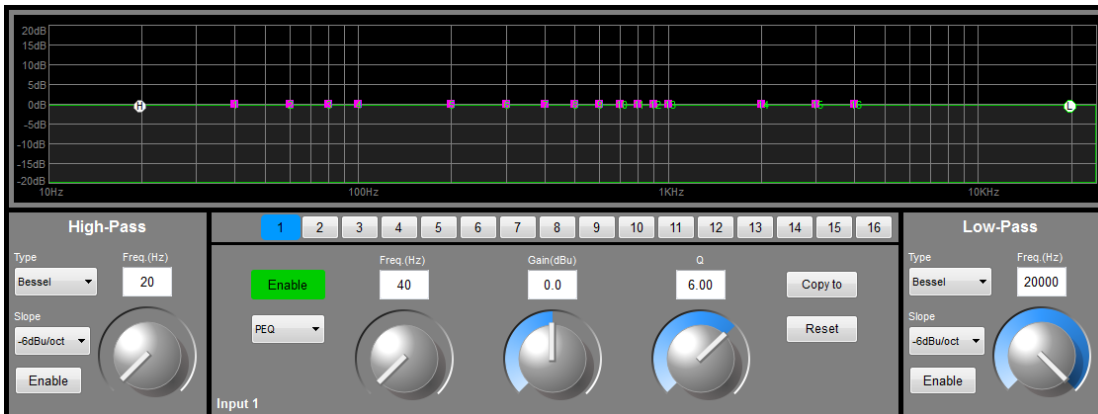 20dB
15dB
10dB
5dB
0dB
-5dB
-10dB
-15dB
-20dB
H
L
10Hz 100Hz 1KHz 10KHz
High-Pass
Type Freq.(Hz)
Bessel 20
Slope
-6dBu/oct
Enable
1 2 3 4 5 6 7 8 9 10 11 12 13 14 15 16
Freq.(Hz) Gain(dBu) Q
Enable 40 0.0 6.00 Copy to
PEQ Reset
Input 1
Low-Pass
Type Freq.(Hz)
Bessel 20000
Slope
-6dBu/oct
Enable